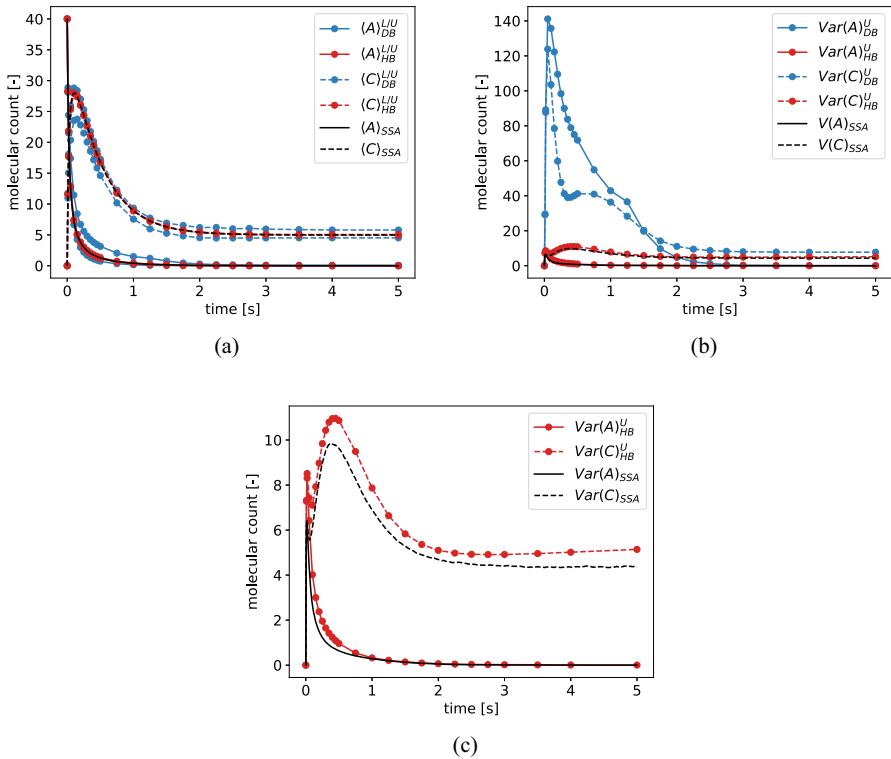 molecular count [-]
40
35
30
25
20
15
10
5
0
⟨A⟩^{L/U}_{DB}
⟨A⟩^{L/U}_{HB}
⟨C⟩^{L/U}_{DB}
⟨C⟩^{L/U}_{HB}
⟨A⟩_{SSA}
⟨C⟩_{SSA}
0 1 2 3 4 5
time [s]
(a)
molecular count [-]
140
120
100
80
60
40
20
0
Var(A)^U_{DB}
Var(A)^U_{HB}
Var(C)^U_{DB}
Var(C)^U_{HB}
V(A)_{SSA}
V(C)_{SSA}
0 1 2 3 4 5
time [s]
(b)
molecular count [-]
10
8
6
4
2
0
Var(A)^U_{HB}
Var(C)^U_{HB}
Var(A)_{SSA}
Var(C)_{SSA}
0 1 2 3 4 5
time [s]
(c)